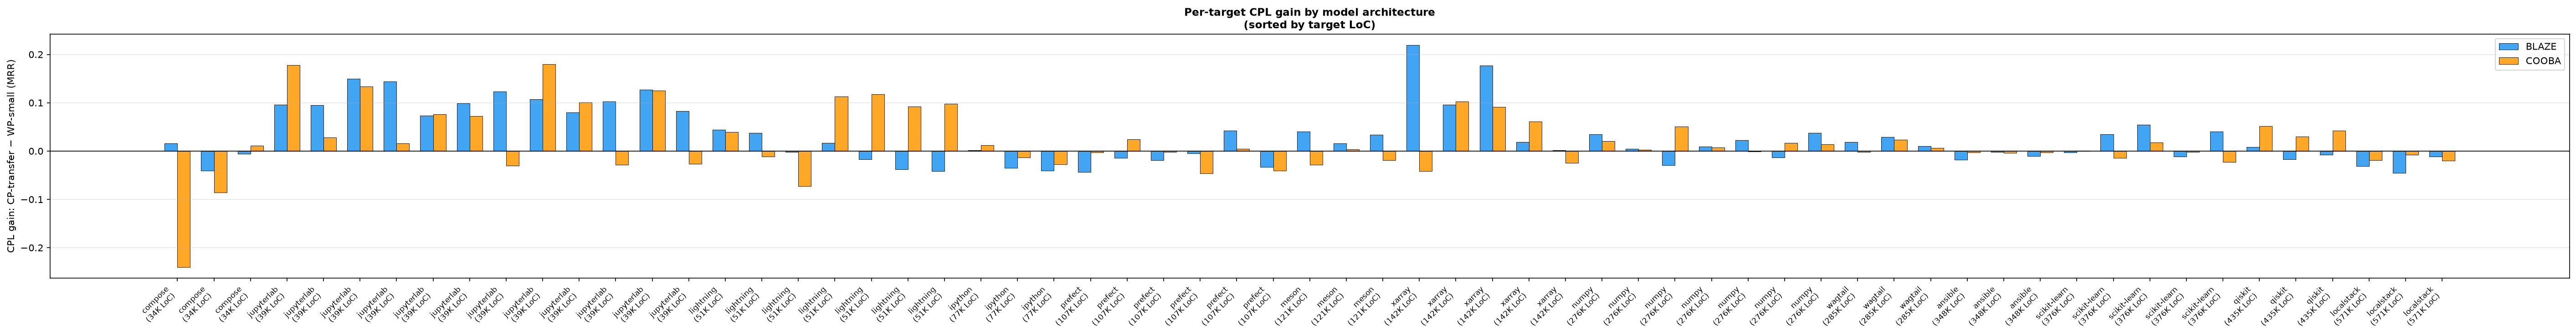 Per-target CPL gain by model architecture
(sorted by target LoC)
CPL gain: CP-transfer − WP-small (MRR)
0.2
0.1
0.0
−0.1
−0.2
BLAZE
COOBA
compose
(34K LoC)
compose
(34K LoC)
compose
(34K LoC)
jupyterlab
(39K LoC)
jupyterlab
(39K LoC)
jupyterlab
(39K LoC)
jupyterlab
(39K LoC)
jupyterlab
(39K LoC)
jupyterlab
(39K LoC)
jupyterlab
(39K LoC)
jupyterlab
(39K LoC)
jupyterlab
(39K LoC)
jupyterlab
(39K LoC)
jupyterlab
(39K LoC)
jupyterlab
(39K LoC)
lightning
(51K LoC)
lightning
(51K LoC)
lightning
(51K LoC)
lightning
(51K LoC)
lightning
(51K LoC)
lightning
(51K LoC)
lightning
(51K LoC)
ipython
(77K LoC)
ipython
(77K LoC)
ipython
(77K LoC)
prefect
(107K LoC)
prefect
(107K LoC)
prefect
(107K LoC)
prefect
(107K LoC)
prefect
(107K LoC)
prefect
(107K LoC)
meson
(121K LoC)
meson
(121K LoC)
meson
(121K LoC)
xarray
(142K LoC)
xarray
(142K LoC)
xarray
(142K LoC)
xarray
(142K LoC)
xarray
(142K LoC)
numpy
(276K LoC)
numpy
(276K LoC)
numpy
(276K LoC)
numpy
(276K LoC)
numpy
(276K LoC)
numpy
(276K LoC)
numpy
(276K LoC)
wagtail
(285K LoC)
wagtail
(285K LoC)
wagtail
(285K LoC)
ansible
(348K LoC)
ansible
(348K LoC)
ansible
(348K LoC)
scikit-learn
(376K LoC)
scikit-learn
(376K LoC)
scikit-learn
(376K LoC)
scikit-learn
(376K LoC)
scikit-learn
(376K LoC)
qiskit
(435K LoC)
qiskit
(435K LoC)
qiskit
(435K LoC)
localstack
(571K LoC)
localstack
(571K LoC)
localstack
(571K LoC)